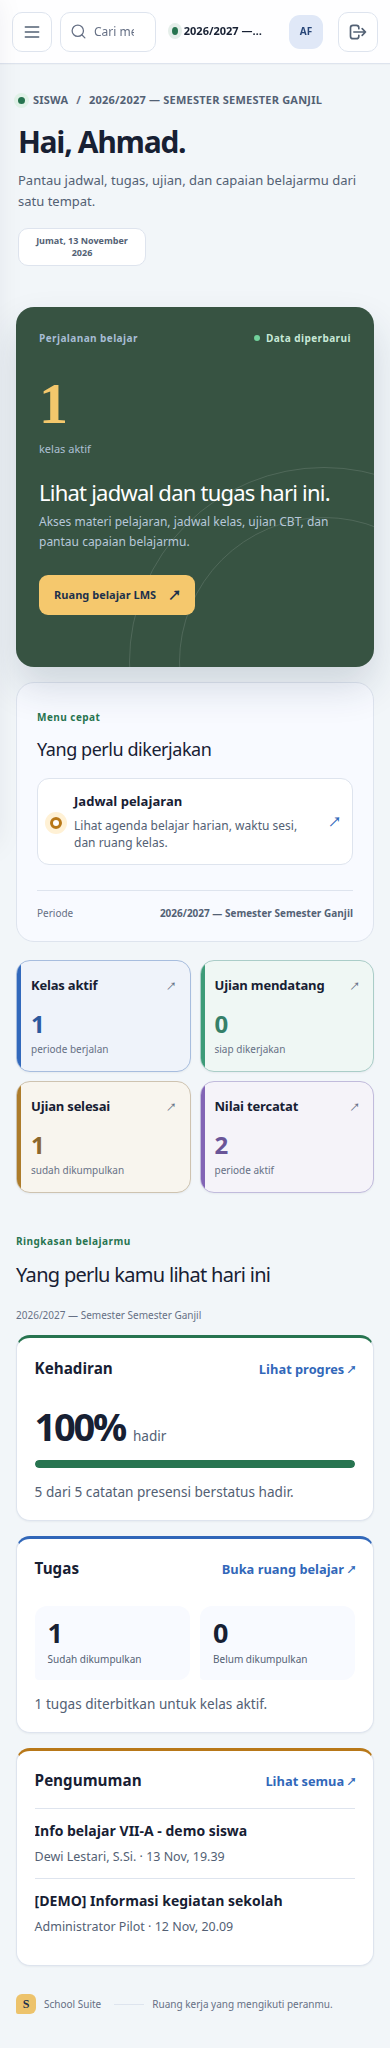 Cari me
2026/2027 —...
AF
SISWA / 2026/2027 — SEMESTER SEMESTER GANJIL
Hai, Ahmad.
Pantau jadwal, tugas, ujian, dan capaian belajarmu dari
satu tempat.
Jumat, 13 November
2026
Perjalanan belajar
Data diperbarui
1
kelas aktif
Lihat jadwal dan tugas hari ini.
Akses materi pelajaran, jadwal kelas, ujian CBT, dan
pantau capaian belajarmu.
Ruang belajar LMS ↗
Menu cepat
Yang perlu dikerjakan
Jadwal pelajaran
Lihat agenda belajar harian, waktu sesi,
dan ruang kelas.
↗
Periode
2026/2027 — Semester Semester Ganjil
Kelas aktif ↗
1
periode berjalan
Ujian mendatang ↗
0
siap dikerjakan
Ujian selesai ↗
1
sudah dikumpulkan
Nilai tercatat ↗
2
periode aktif
Ringkasan belajarmu
Yang perlu kamu lihat hari ini
2026/2027 — Semester Semester Ganjil
Kehadiran
Lihat progres ↗
100% hadir
5 dari 5 catatan presensi berstatus hadir.
Tugas
Buka ruang belajar ↗
1
Sudah dikumpulkan
0
Belum dikumpulkan
1 tugas diterbitkan untuk kelas aktif.
Pengumuman
Lihat semua ↗
Info belajar VII-A - demo siswa
Dewi Lestari, S.Si. · 13 Nov, 19.39
[DEMO] Informasi kegiatan sekolah
Administrator Pilot · 12 Nov, 20.09
S
School Suite
Ruang kerja yang mengikuti peranmu.